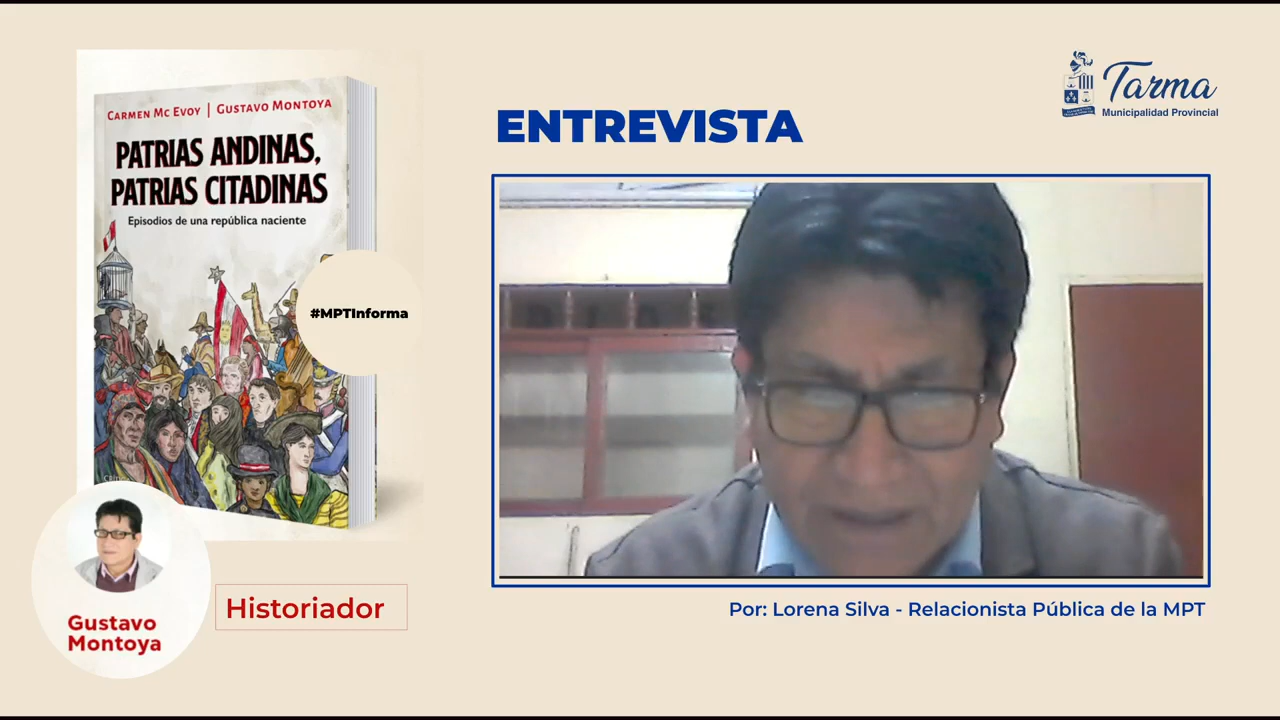 CARMEN MC EVOY | GUSTAVO MONTOYA
PATRIAS ANDINAS,
PATRIAS CITADINAS
Episodios de una república naciente
#MPTInforma
Gustavo
Montoya
Historiador
ENTREVISTA
Tarma
Municipalidad Provincial
Por: Lorena Silva - Relacionista Pública de la MPT